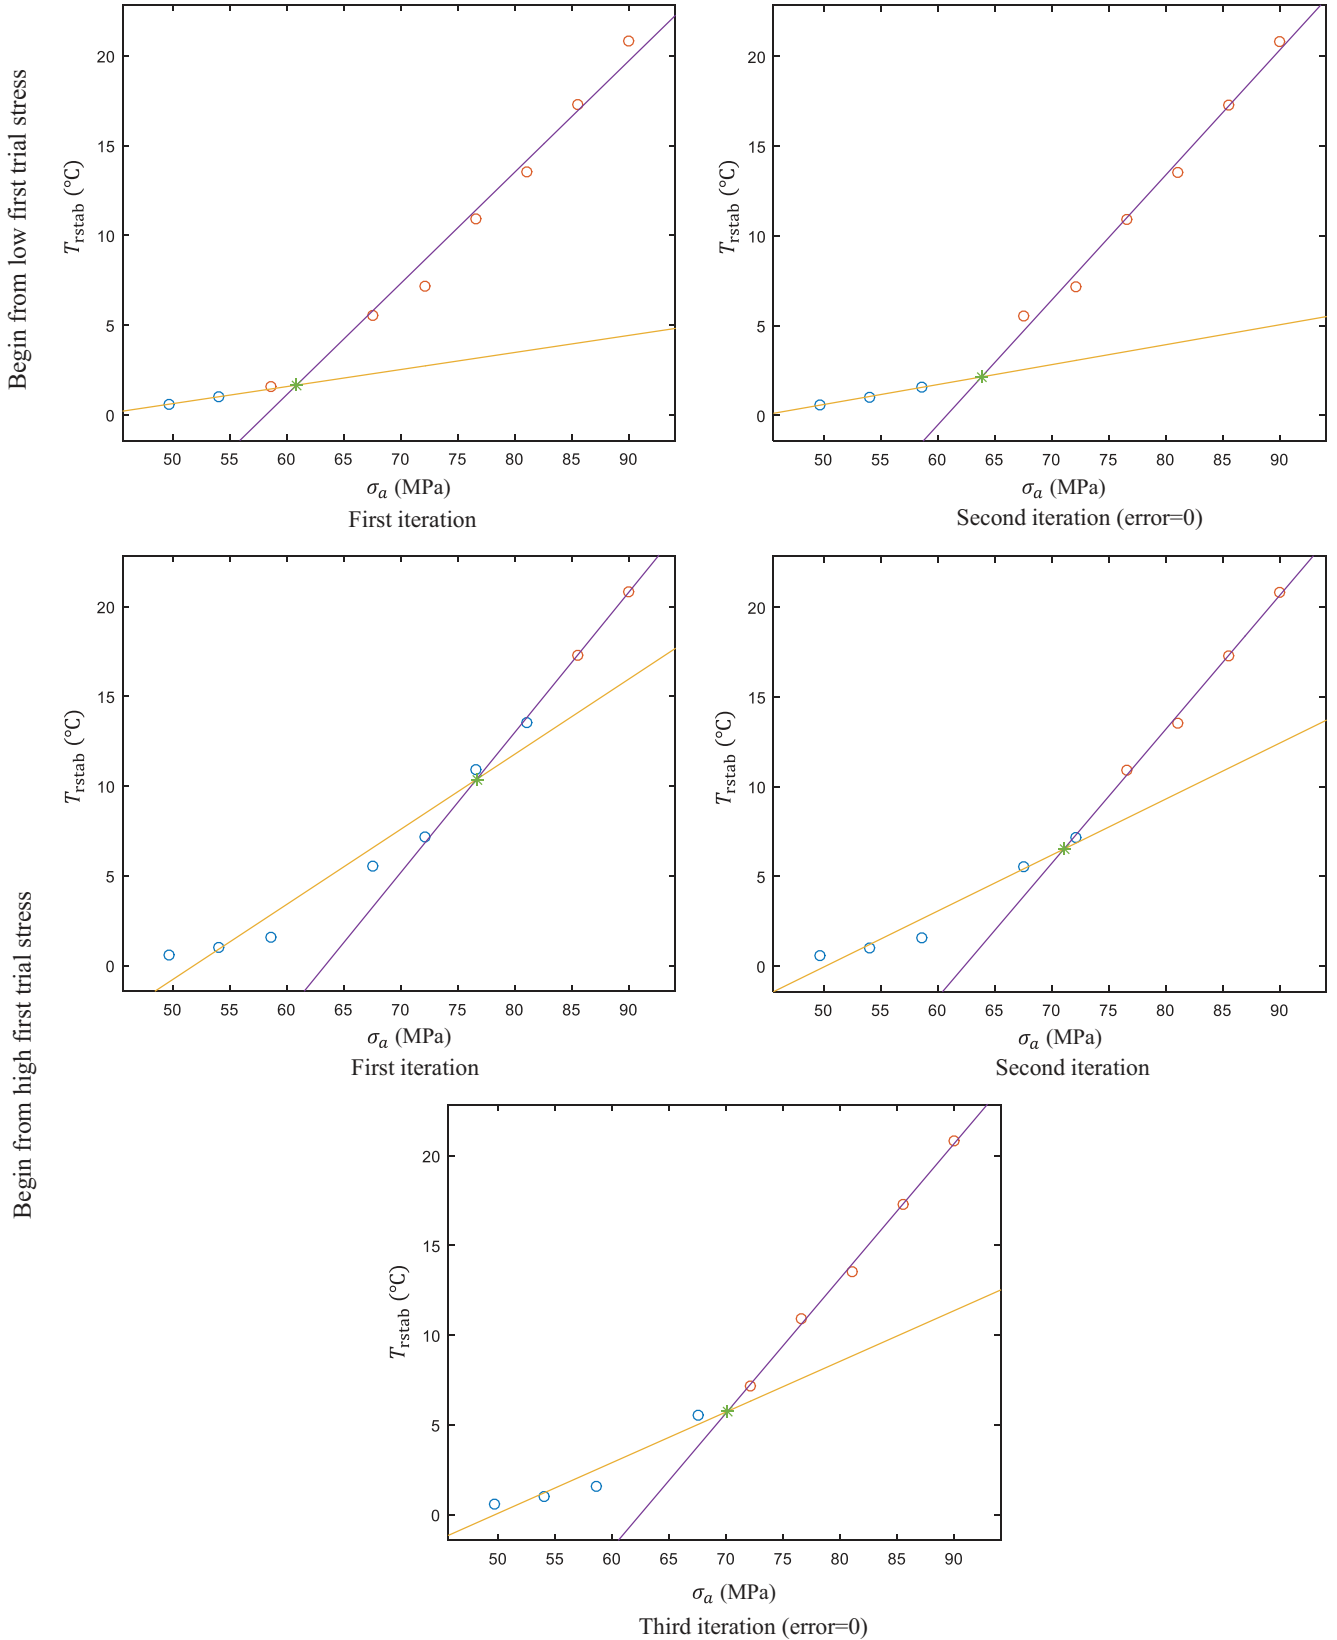 Begin from low first trial stress
T_rstab (°C)
20
15
10
5
0
50 55 60 65 70 75 80 85 90
σ_a (MPa)
First iteration
T_rstab (°C)
20
15
10
5
0
50 55 60 65 70 75 80 85 90
σ_a (MPa)
Second iteration (error=0)
Begin from high first trial stress
T_rstab (°C)
20
15
10
5
0
50 55 60 65 70 75 80 85 90
σ_a (MPa)
First iteration
T_rstab (°C)
20
15
10
5
0
50 55 60 65 70 75 80 85 90
σ_a (MPa)
Second iteration
T_rstab (°C)
20
15
10
5
0
50 55 60 65 70 75 80 85 90
σ_a (MPa)
Third iteration (error=0)